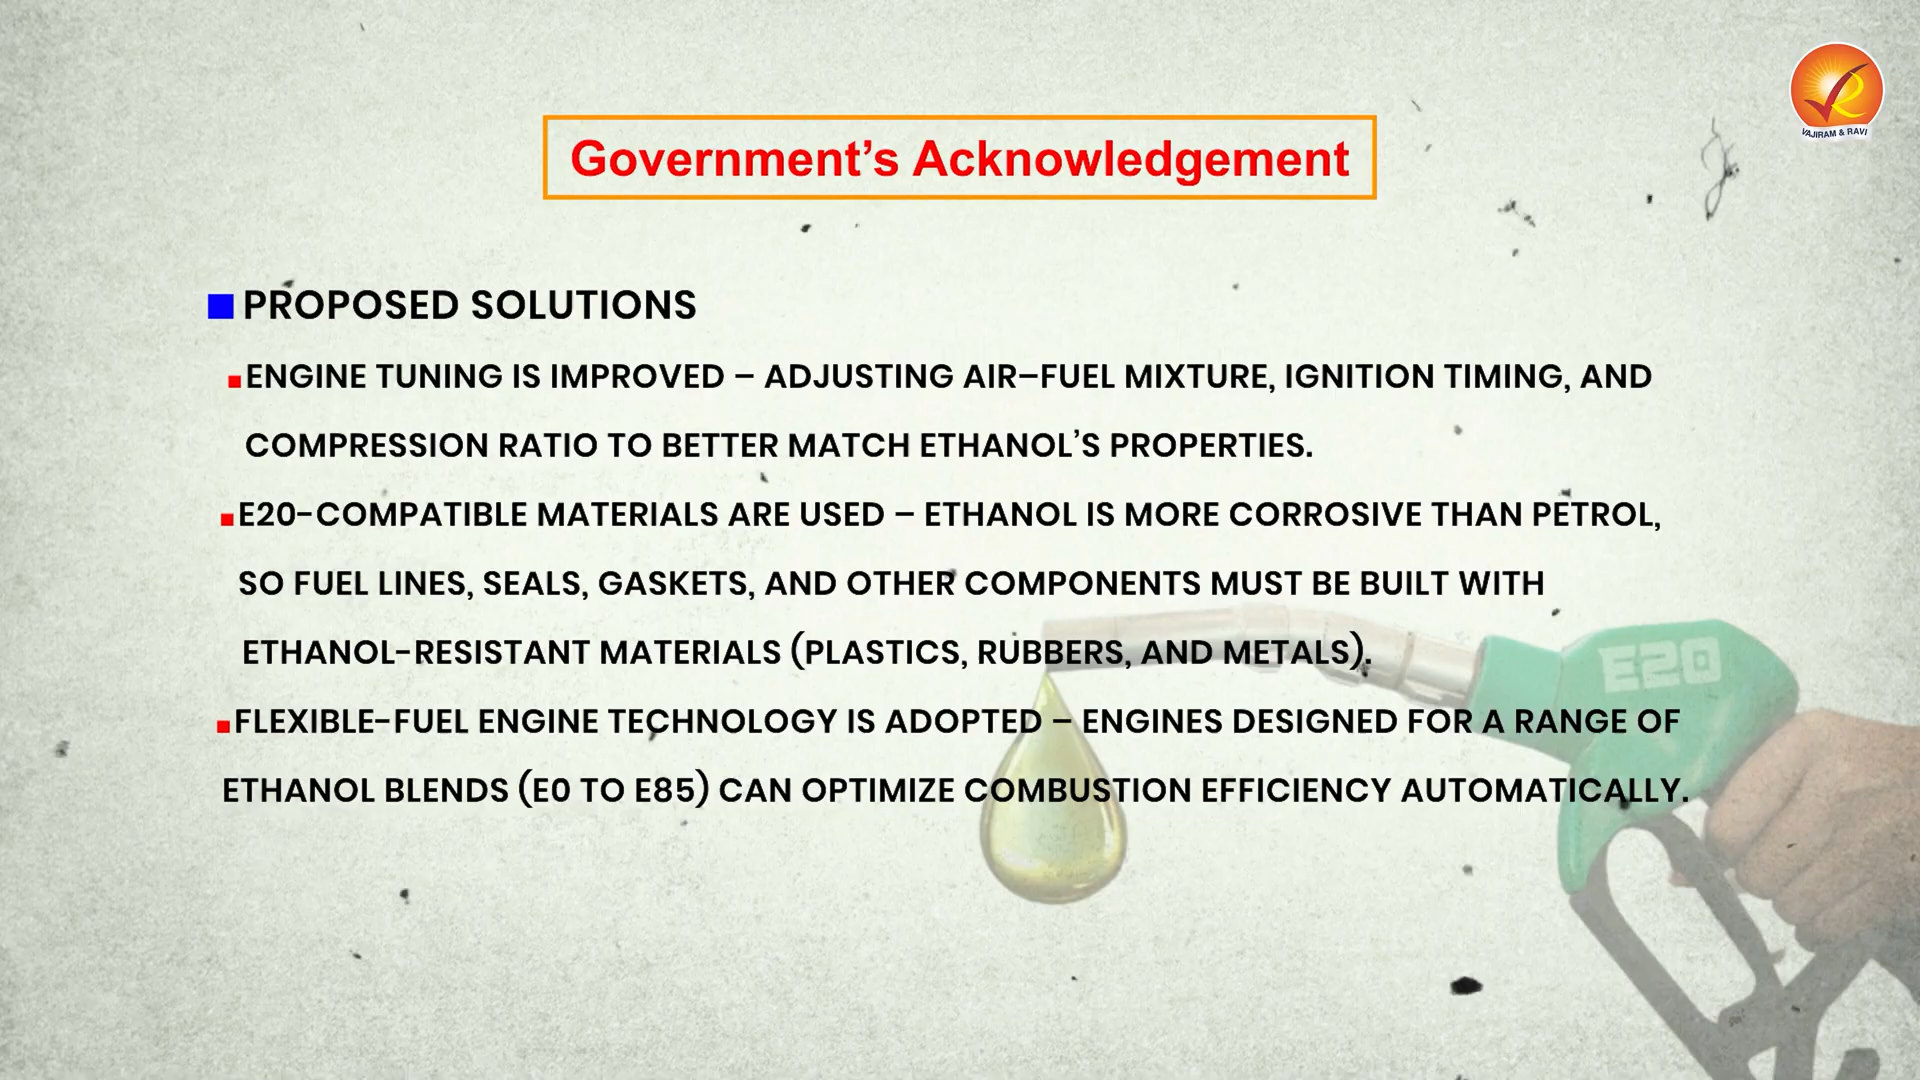 VAJIRAM & RAVI
Government’s Acknowledgement
PROPOSED SOLUTIONS
ENGINE TUNING IS IMPROVED – ADJUSTING AIR–FUEL MIXTURE, IGNITION TIMING, AND
COMPRESSION RATIO TO BETTER MATCH ETHANOL’S PROPERTIES.
E20-COMPATIBLE MATERIALS ARE USED – ETHANOL IS MORE CORROSIVE THAN PETROL,
SO FUEL LINES, SEALS, GASKETS, AND OTHER COMPONENTS MUST BE BUILT WITH
ETHANOL-RESISTANT MATERIALS (PLASTICS, RUBBERS, AND METALS).
E20
FLEXIBLE-FUEL ENGINE TECHNOLOGY IS ADOPTED – ENGINES DESIGNED FOR A RANGE OF
ETHANOL BLENDS (E0 TO E85) CAN OPTIMIZE COMBUSTION EFFICIENCY AUTOMATICALLY.